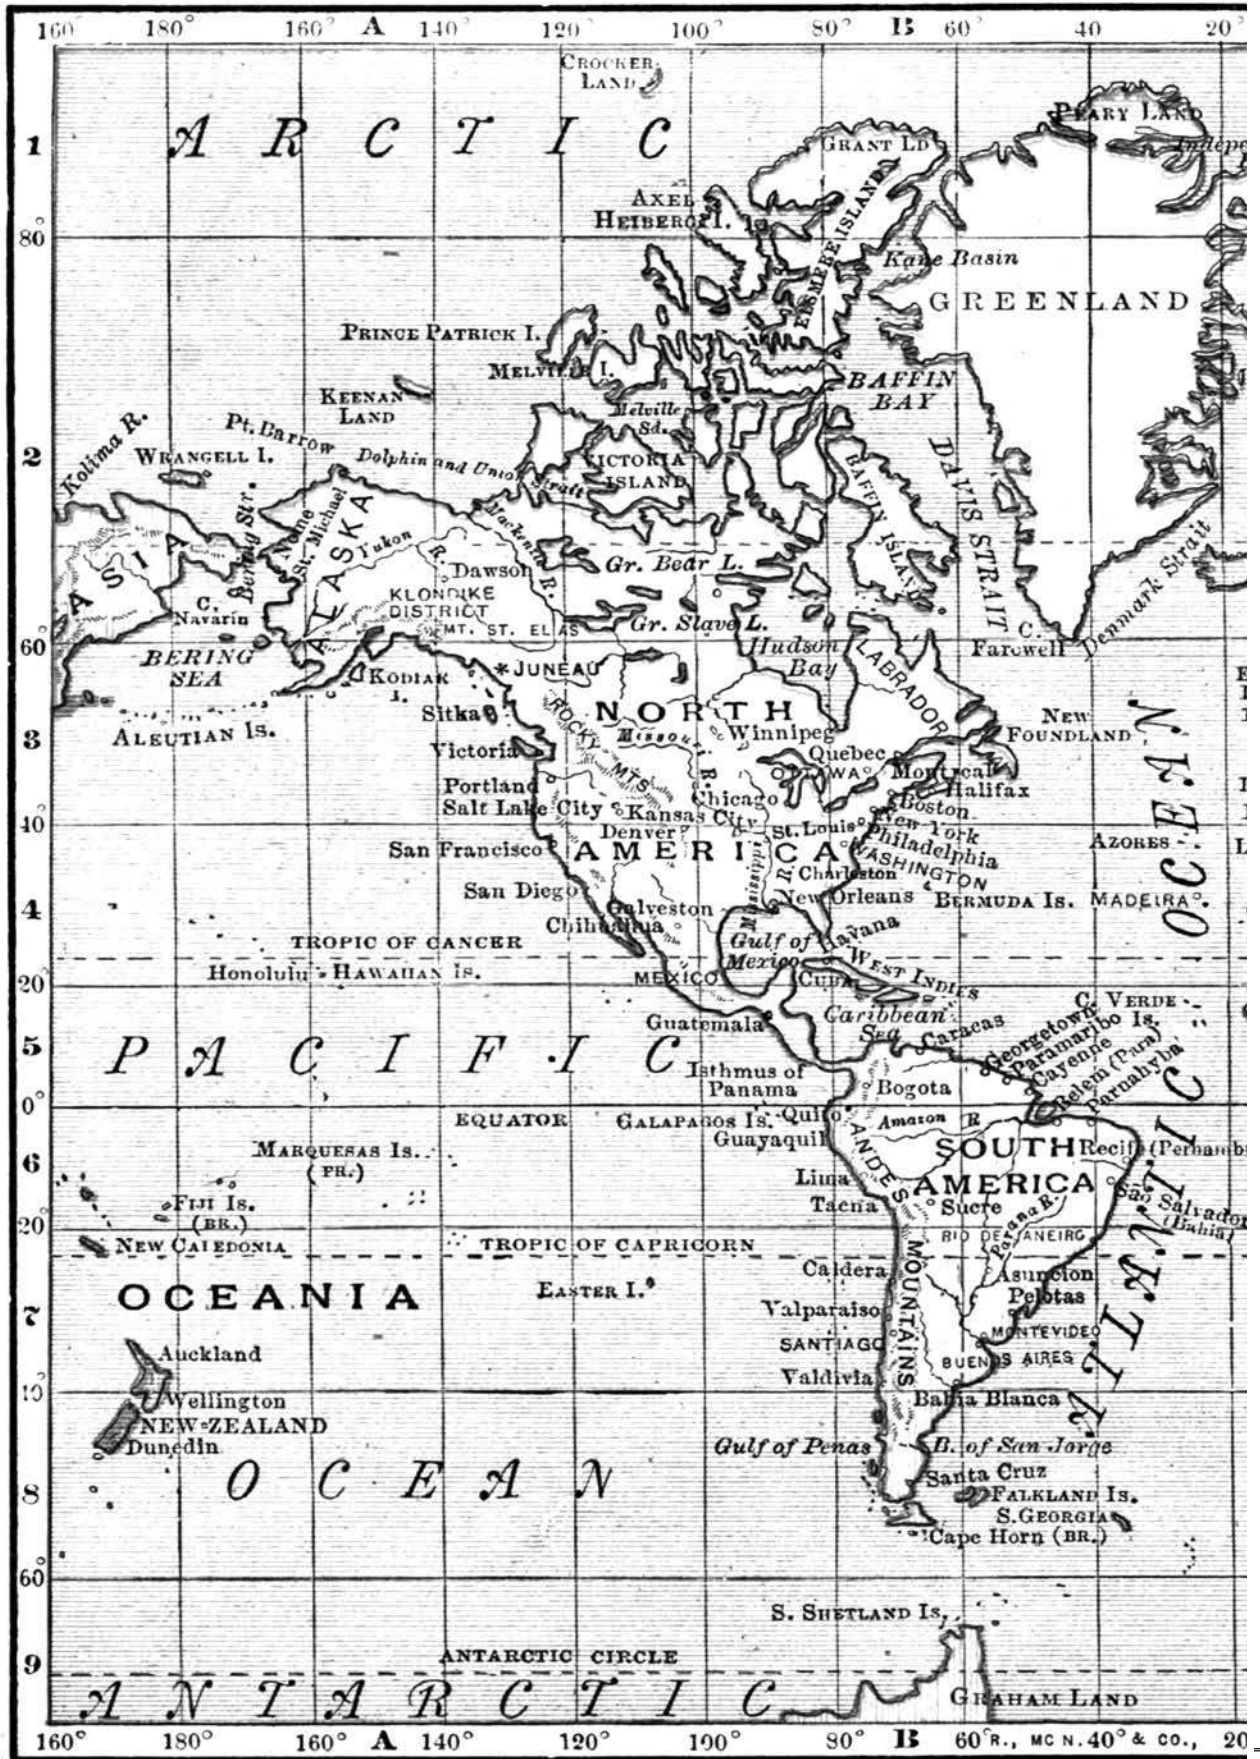 160° 180° 160° A 140° 120° 100° 80° B 60° 40° 20°
CROCKER
LAND
ARCTIC
1
PEARY LAND
GRANT LD
AXEL
HEIBERG I.
ELLSMERE ISLAND
80°
Kane Basin
GREENLAND
PRINCE PATRICK I.
MELVILLE I.
BAFFIN
BAY
KEENAN
LAND
Melville
Sd.
Kolima R.
Pt. Barrow
2
WRANGELL I.
Dolphin and Union Strait
VICTORIA
ISLAND
BAFFIN ISLAND
DAVIS STRAIT
Bering Str.
Nome
St. Michael
ALASKA
Mackenzie R.
Denmark Strait
ASIA
Yukon R.
Gr. Bear L.
Dawson
KLONDIKE
DISTRICT
C.
Navarin
MT. ST. ELIAS
Gr. Slave L.
C.
Farewell
60°
BERING
SEA
Hudson
Bay
LABRADOR
JUNEAU
KODIAK
I.
Sitka
NORTH
NEW
FOUNDLAND
ALEUTIAN IS.
ROCKY MTS
Missouri R.
Winnipeg
3
Victoria
Quebec
OTTAWA
Montreal
Portland
Chicago
Halifax
Salt Lake City
Kansas City
Boston
Denver
St. Louis
New York
40°
Philadelphia
AZORES
San Francisco
AMERICA
WASHINGTON
Mississippi R.
Charleston
San Diego
New Orleans
BERMUDA IS.
MADEIRA
4
Galveston
Chihuahua
TROPIC OF CANCER
Gulf of
Mexico
Havana
Honolulu
HAWAIIAN IS.
MEXICO
CUBA
WEST INDIES
20°
C. VERDE
IS.
Guatemala
Caribbean
Sea
Caracas
Georgetown
Paramaribo
Cayenne
Belem (Para)
Parnahyba
5
PACIFIC
Isthmus of
Panama
Bogota
0°
EQUATOR
GALAPAGOS IS.
Quito
Amazon R
Guayaquil
6
MARQUESAS IS.
(FR.)
ANDES MOUNTAINS
SOUTH
AMERICA
Lima
FIJI IS.
(BR.)
Tacna
Sucre
Parana R.
São Salvador
(Bahia)
20°
NEW CALEDONIA
RIO DE JANEIRO
TROPIC OF CAPRICORN
Caldera
Asuncion
OCEANIA
EASTER I.
Pelotas
7
Valparaiso
MONTEVIDEO
SANTIAGO
Auckland
BUENOS AIRES
Valdivia
40°
Wellington
Bahia Blanca
NEW ZEALAND
Dunedin
Gulf of Penas
B. of San Jorge
ATLANTIC OCEAN
8
OCEAN
Santa Cruz
FALKLAND IS.
S. GEORGIA
Cape Horn (BR.)
60°
S. SHETLAND IS.
9
ANTARCTIC CIRCLE
ANTARCTIC
GRAHAM LAND
160° 180° 160° A 140° 120° 100° 80° B 60° R., MC N. 40° & CO., 20